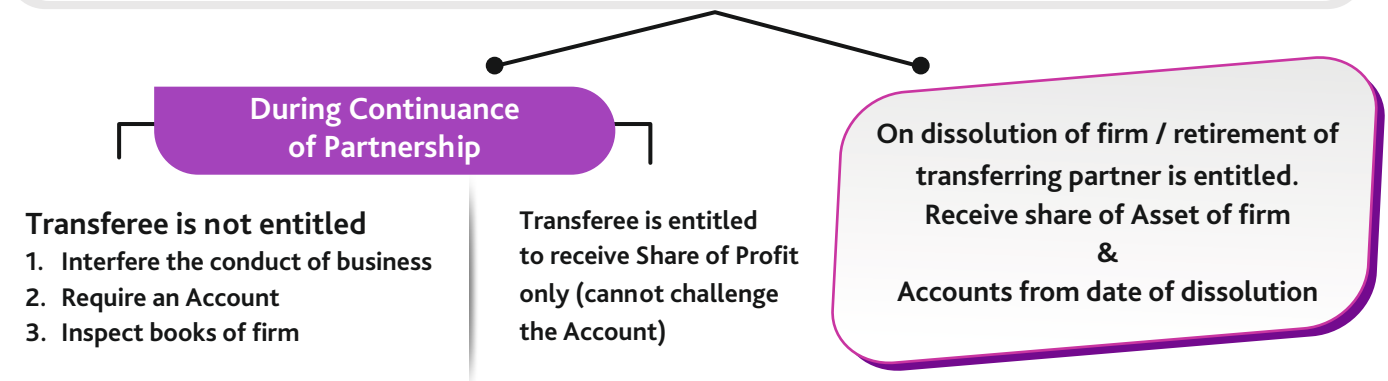 During Continuance
of Partnership
Transferee is not entitled
1. Interfere the conduct of business
2. Require an Account
3. Inspect books of firm
Transferee is entitled
to receive Share of Profit
only (cannot challenge
the Account)
On dissolution of firm / retirement of
transferring partner is entitled.
Receive share of Asset of firm
&
Accounts from date of dissolution